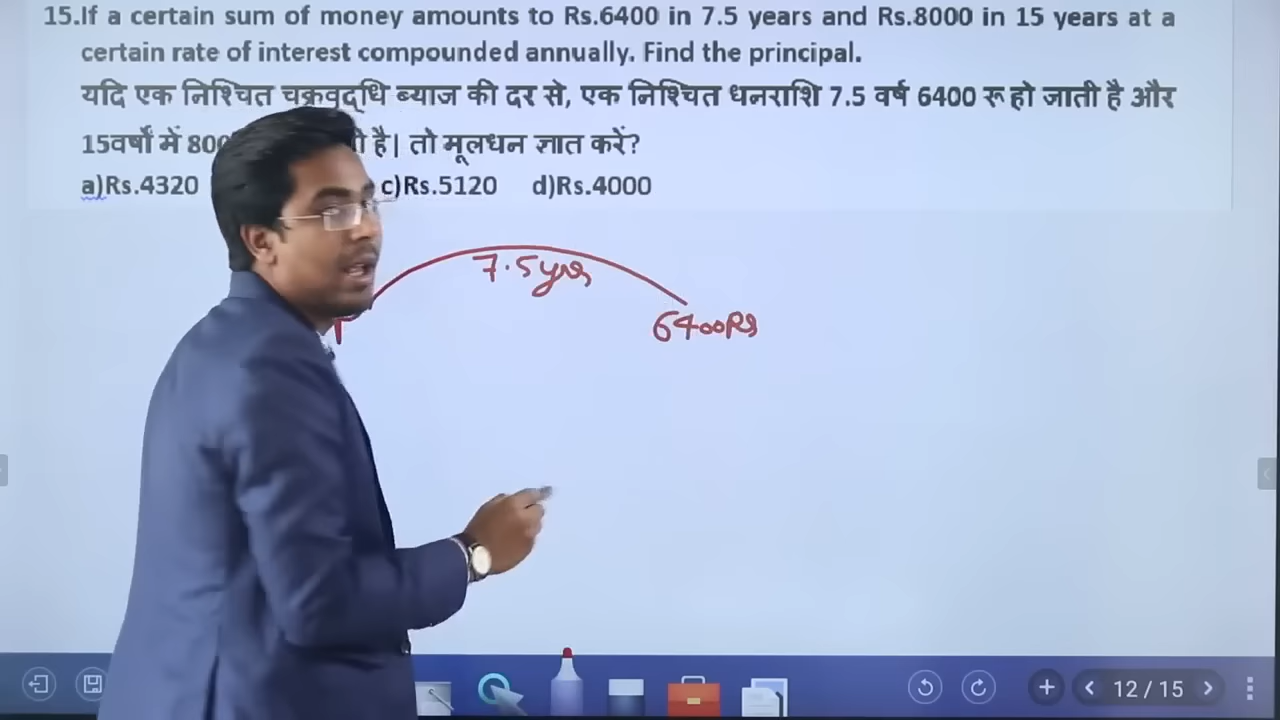 15.If a certain sum of money amounts to Rs.6400 in 7.5 years and Rs.8000 in 15 years at a
certain rate of interest compounded annually. Find the principal.
यदि एक निश्चित चक्रवृद्धि ब्याज की दर से, एक निश्चित धनराशि 7.5 वर्ष 6400 रू हो जाती है और
15वर्षों में है| तो मूलधन ज्ञात करें?
a)Rs.4320 c)Rs.5120 d)Rs.4000
7.5yrs
P 6400Rs
12/15